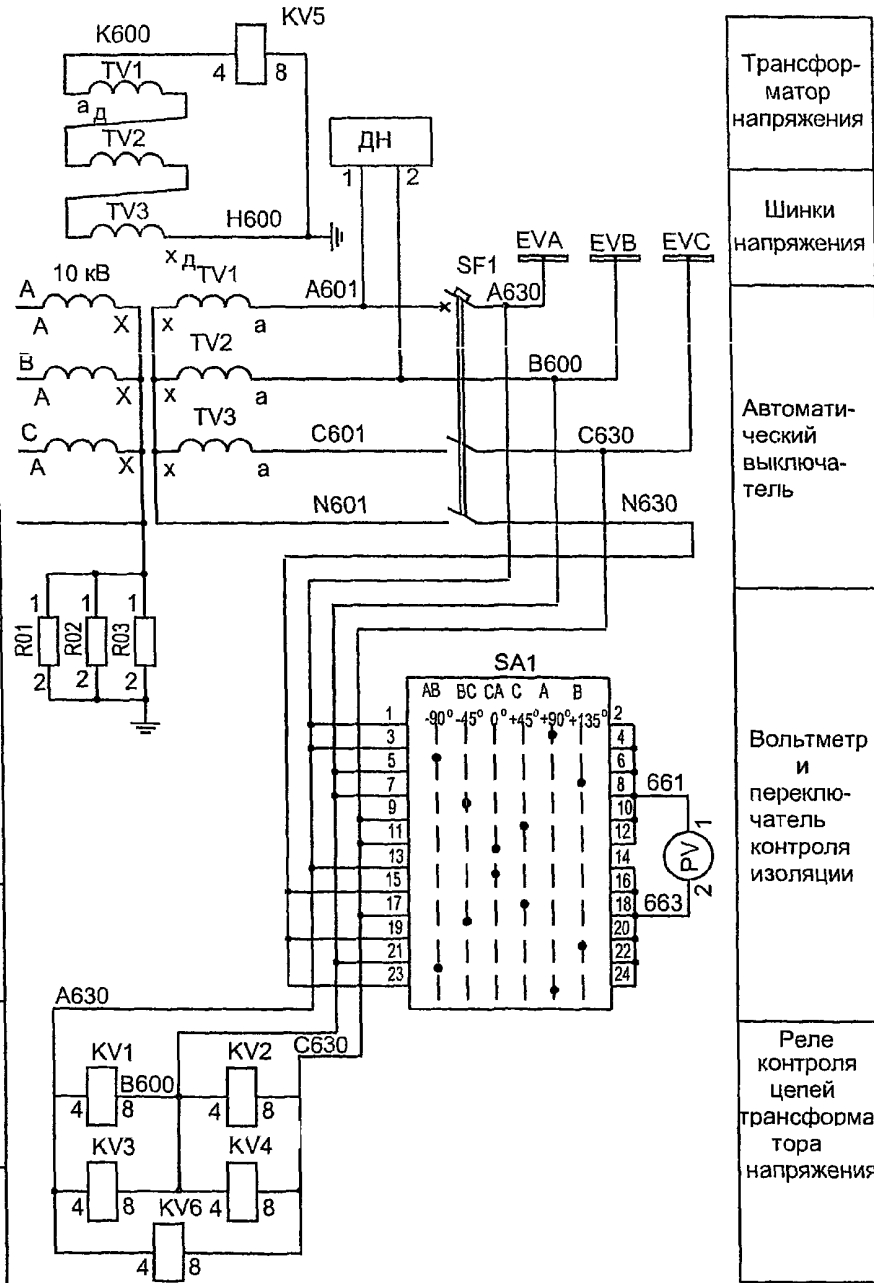 K600
KV5
4 8
TV1
а д
TV2
TV3
H600
х д
ДН
1 2
EVA EVB EVC
SF1
A 10 кВ
TV1
A601
A630
A X x a
B
TV2
B600
A X x a
C
TV3
C601
C630
A X x a
N601
N630
1 1 1
R01 R02 R03
2 2 2
SA1
AB BC CA C A B
-90° -45° 0° +45° +90° +135°
1 2
3 4
5 6
7 8
9 10
11 12
13 14
15 16
17 18
19 20
21 22
23 24
661
1
PV
2
663
A630
C630
KV1
B600
KV2
4 8 4 8
KV3
KV4
4 8 4 8
KV6
4 8
Трансфор-
матор
напряжения
Шинки
напряжения
Автомати-
ческий
выключа-
тель
Вольтметр
и
переклю-
чатель
контроля
изоляции
Реле
контроля
цепей
трансформа
тора
напряжения